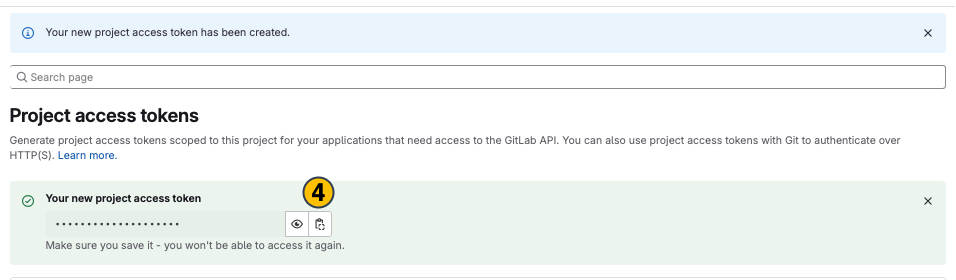 Your new project access token has been created.
Search page
Project access tokens
Generate project access tokens scoped to this project for your applications that need access to the GitLab API. You can also use project access tokens with Git to authenticate over
HTTP(S). Learn more.
4
Your new project access token
••••••••••••••••••••
Make sure you save it - you won't be able to access it again.